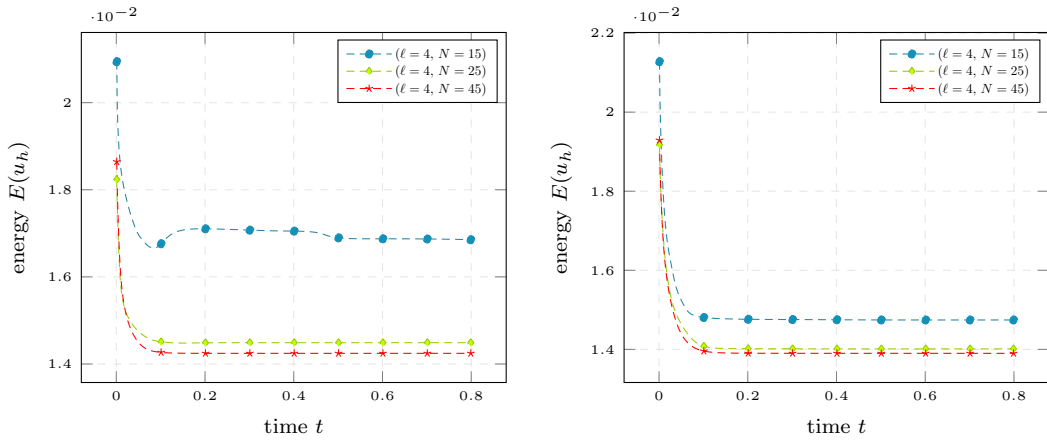 ·10−2
energy E(u_h)
2
1.8
1.6
1.4
0
0.2
0.4
0.6
0.8
time t
(ℓ = 4, N = 15)
(ℓ = 4, N = 25)
(ℓ = 4, N = 45)
·10−2
energy E(u_h)
2.2
2
1.8
1.6
1.4
0
0.2
0.4
0.6
0.8
time t
(ℓ = 4, N = 15)
(ℓ = 4, N = 25)
(ℓ = 4, N = 45)